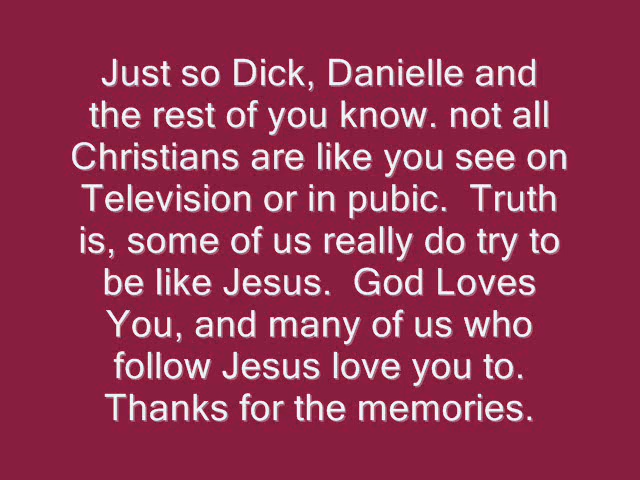 Just so Dick, Danielle and
the rest of you know. not all
Christians are like you see on
Television or in pubic.  Truth
is, some of us really do try to
be like Jesus.  God Loves
You, and many of us who
follow Jesus love you to.
Thanks for the memories.